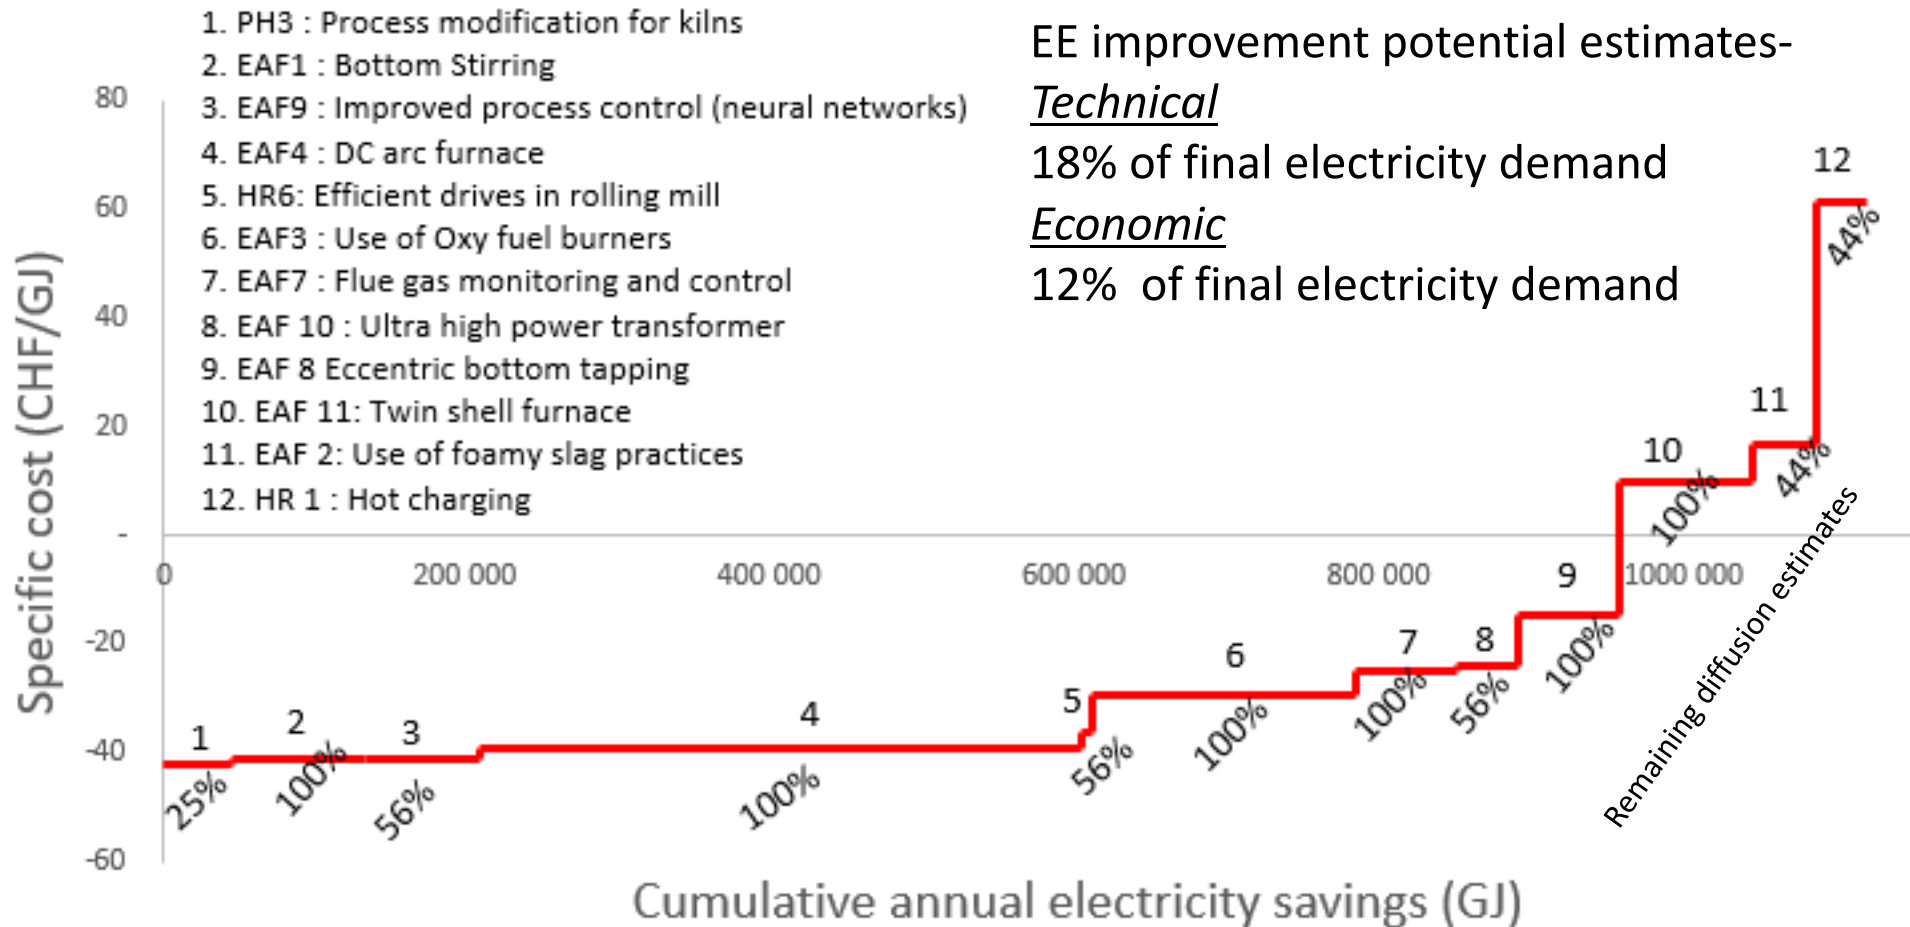 1. PH3 : Process modification for kilns
2. EAF1 : Bottom Stirring
3. EAF9 : Improved process control (neural networks)
4. EAF4 : DC arc furnace
5. HR6: Efficient drives in rolling mill
6. EAF3 : Use of Oxy fuel burners
7. EAF7 : Flue gas monitoring and control
8. EAF 10 : Ultra high power transformer
9. EAF 8 Eccentric bottom tapping
10. EAF 11: Twin shell furnace
11. EAF 2: Use of foamy slag practices
12. HR 1 : Hot charging
EE improvement potential estimates-
Technical
18% of final electricity demand
Economic
12% of final electricity demand
Specific cost (CHF/GJ)
80
60
40
20
-
-20
-40
-60
0
200 000
400 000
600 000
800 000
1000 000
1
2
3
4
5
6
7
8
9
10
11
12
25%
100%
56%
100%
56%
100%
100%
56%
100%
100%
44%
44%
Remaining diffusion estimates
Cumulative annual electricity savings (GJ)